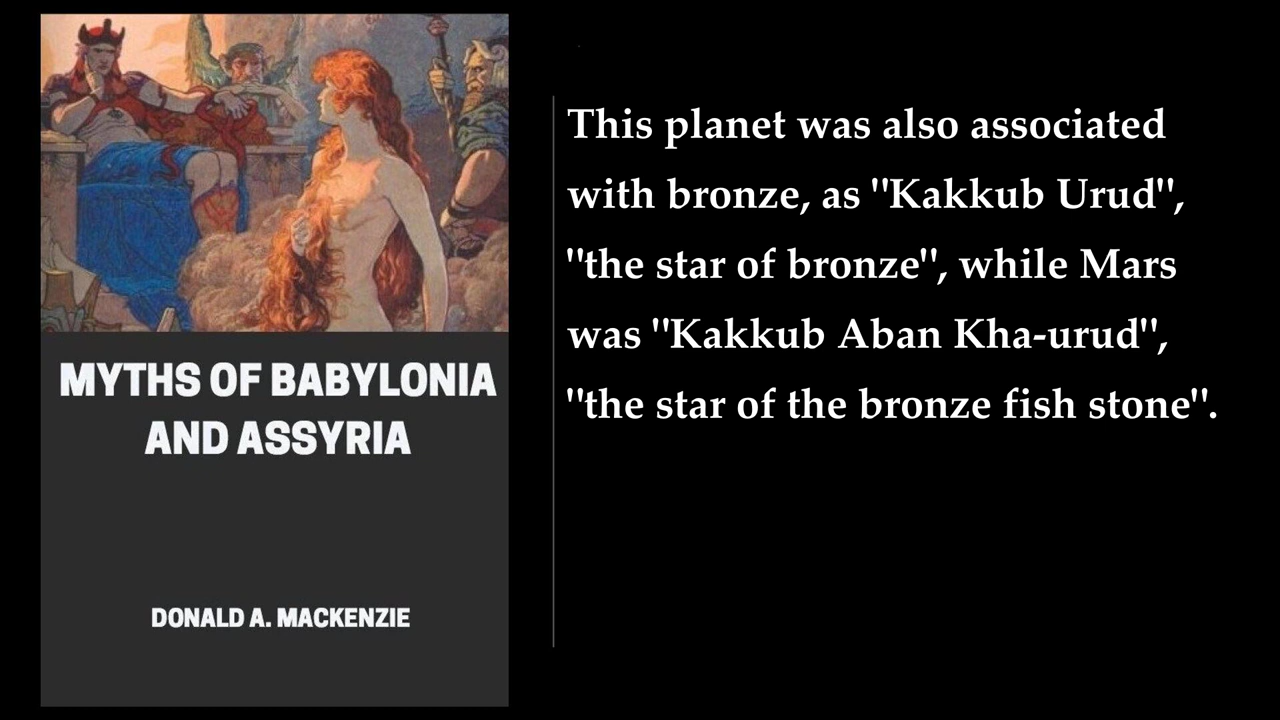 MYTHS OF BABYLONIA
AND ASSYRIA
DONALD A. MACKENZIE
This planet was also associated
with bronze, as "Kakkub Urud",
"the star of bronze", while Mars
was "Kakkub Aban Kha-urud",
"the star of the bronze fish stone".